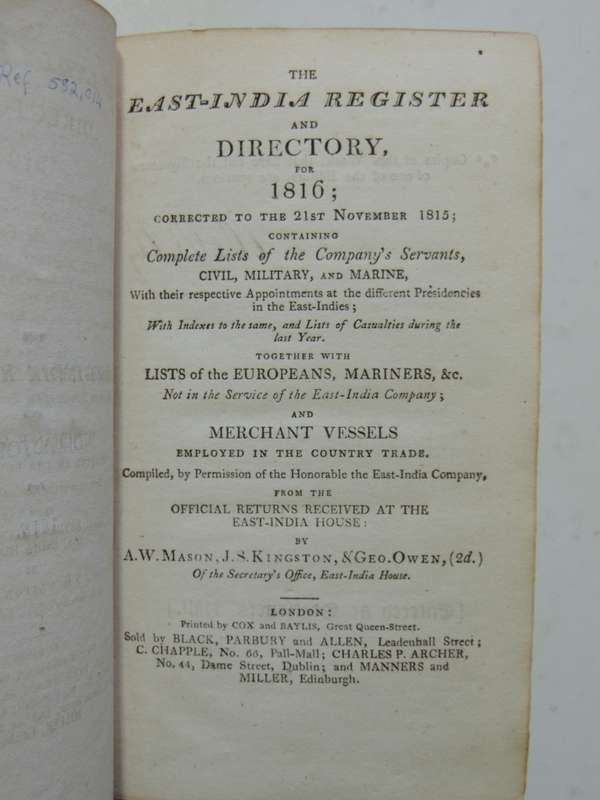 Ref 592,014
THE
EAST-INDIA REGISTER
AND
DIRECTORY,
FOR
1816;
CORRECTED TO THE 21ST NOVEMBER 1815;
CONTAINING
Complete Lists of the Company's Servants,
CIVIL, MILITARY, AND MARINE,
With their respective Appointments at the different Presidencies
in the East-Indies;
With Indexes to the same, and Lists of Casualties during the
last Year.
TOGETHER WITH
LISTS of the EUROPEANS, MARINERS, &c.
Not in the Service of the East-India Company;
AND
MERCHANT VESSELS
EMPLOYED IN THE COUNTRY TRADE.
Compiled, by Permission of the Honorable the East-India Company,
FROM THE
OFFICIAL RETURNS RECEIVED AT THE
EAST-INDIA HOUSE:
BY
A. W. MASON, J. S. KINGSTON, & GEO. OWEN, (2d.)
Of the Secretary's Office, East-India House.
LONDON:
Printed by COX and BAYLIS, Great Queen-Street.
Sold by BLACK, PARBURY and ALLEN, Leadenhall Street;
C. CHAPPLE, No. 66, Pall-Mall; CHARLES P. ARCHER,
No. 44, Dame Street, Dublin; and MANNERS and
MILLER, Edinburgh.